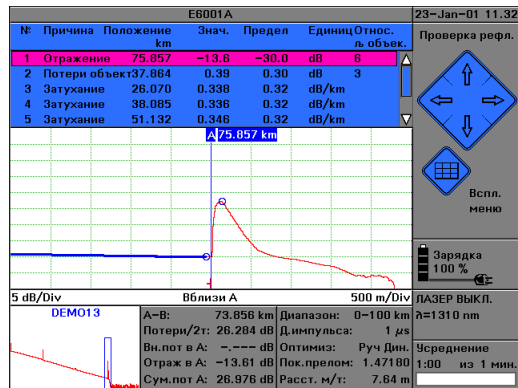 E6001A
23-Jan-01 11.32
№ Причина Положение Знач. Предел Единиц Относ.
km ль объек.
1 Отражение 75.857 -13.6 -30.0 dB 6
2 Потери объект37.864 0.39 0.30 dB 3
3 Затухание 26.070 0.338 0.32 dB/km
4 Затухание 38.085 0.336 0.32 dB/km
5 Затухание 51.132 0.346 0.32 dB/km
A 75.857 km
5 dB/Div Вблизи А 500 m/Div
DEMO13
A-B: 73.856 km
Потери/2т: 26.284 dB
Вн.пот в А: -.--- dB
Отраж в А: -13.61 dB
Сум.пот А: 26.976 dB
Диапазон: 0-100 km
Д.импульса: 1 µs
Оптимиз: Руч Дин.
Пок.прелом: 1.47180
Расст. м/т: 7.64 m
Проверка рефл.
Вспл.
меню
Зарядка
100 %
ЛАЗЕР ВЫКЛ.
λ=1310 nm
Усреднение
1:00 из 1 мин.